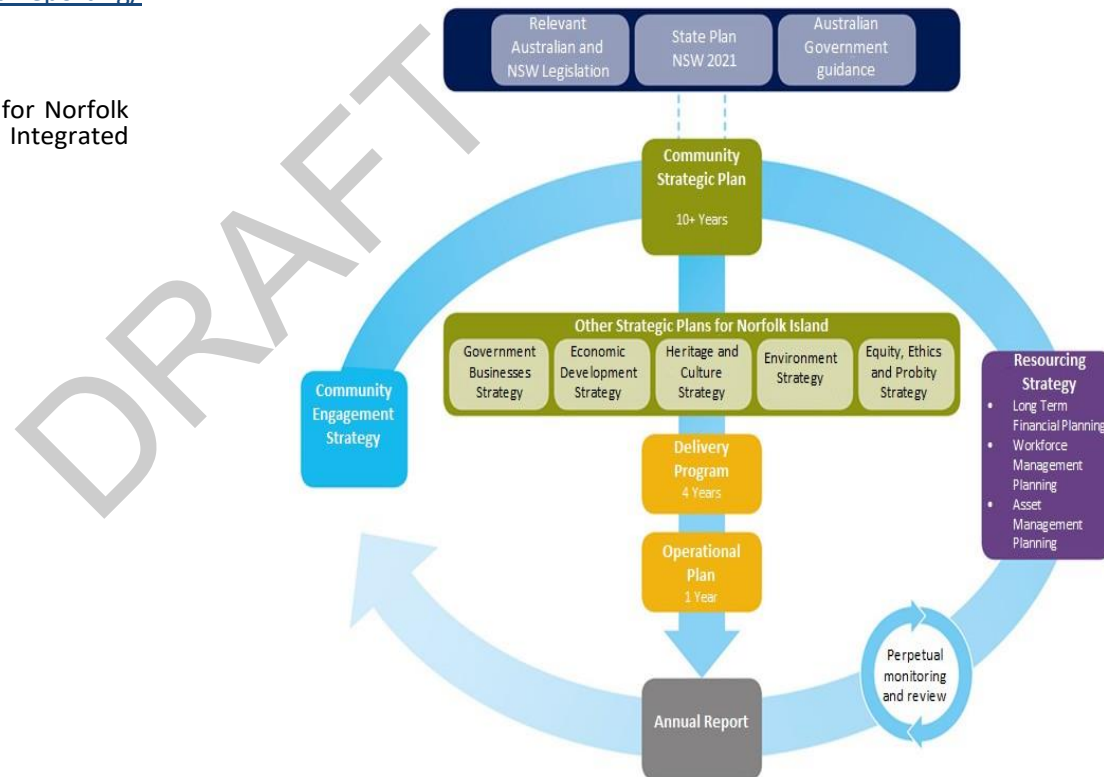 for Norfolk
Integrated
DRAFT
Relevant
Australian and
NSW Legislation
State Plan
NSW 2021
Australian
Government
guidance
Community
Strategic Plan
10+ Years
Other Strategic Plans for Norfolk Island
Government
Businesses
Strategy
Economic
Development
Strategy
Heritage and
Culture
Strategy
Environment
Strategy
Equity, Ethics
and Probity
Strategy
Community
Engagement
Strategy
Resourcing
Strategy
• Long Term
Financial Planning
• Workforce
Management
Planning
• Asset
Management
Planning
Delivery
Program
4 Years
Operational
Plan
1 Year
Perpetual
monitoring
and review
Annual Report